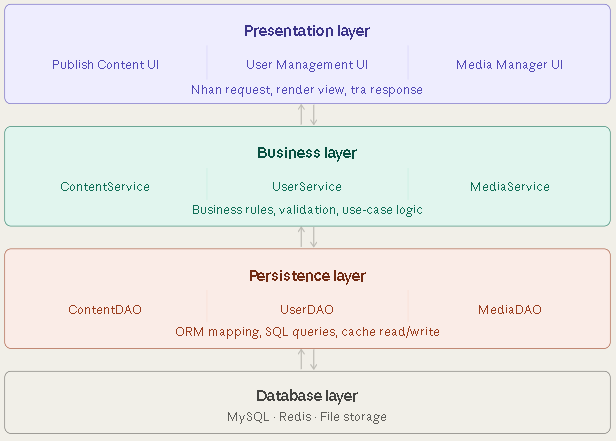 Presentation layer
Publish Content UI User Management UI Media Manager UI
Nhan request, render view, tra response
Business layer
ContentService UserService MediaService
Business rules, validation, use-case logic
Persistence layer
ContentDAO UserDAO MediaDAO
ORM mapping, SQL queries, cache read/write
Database layer
MySQL · Redis · File storage